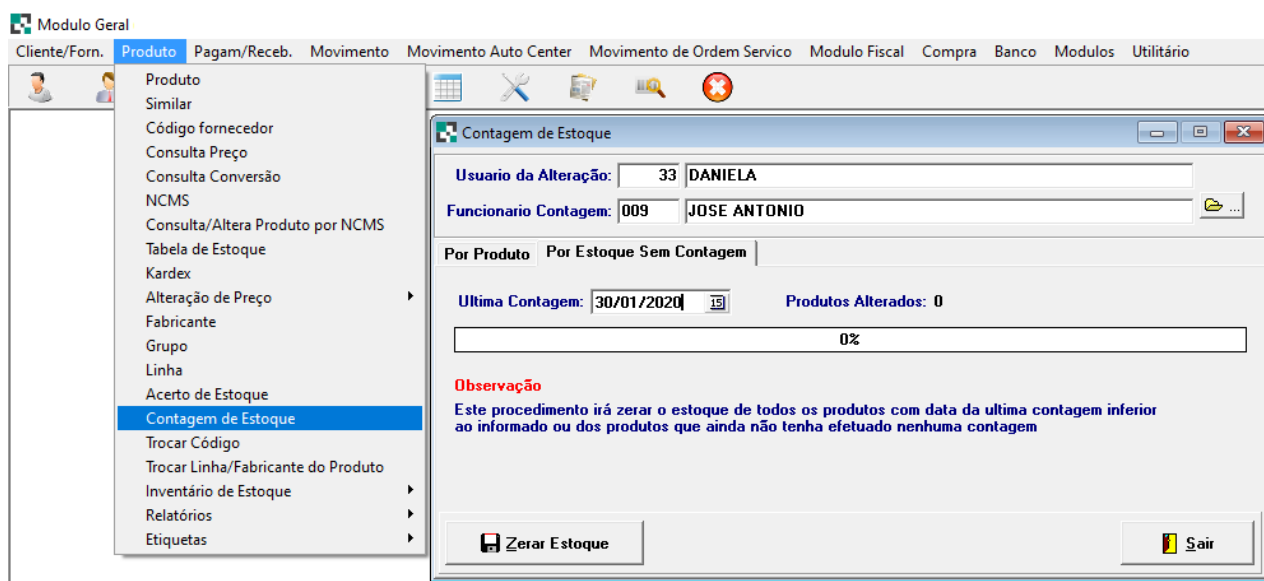 Modulo Geral
Cliente/Forn. Produto Pagam/Receb. Movimento Movimento Auto Center Movimento de Ordem Servico Modulo Fiscal Compra Banco Modulos Utilitário
Produto
Similar
Código fornecedor
Consulta Preço
Consulta Conversão
NCMS
Consulta/Altera Produto por NCMS
Tabela de Estoque
Kardex
Alteração de Preço
Fabricante
Grupo
Linha
Acerto de Estoque
Contagem de Estoque
Trocar Código
Trocar Linha/Fabricante do Produto
Inventário de Estoque
Relatórios
Etiquetas
Contagem de Estoque
Usuario da Alteração: 33 DANIELA
Funcionario Contagem: 009 JOSE ANTONIO ...
Por Produto Por Estoque Sem Contagem
Ultima Contagem: 30/01/2020 15 Produtos Alterados: 0
0%
Observação
Este procedimento irá zerar o estoque de todos os produtos com data da ultima contagem inferior
ao informado ou dos produtos que ainda não tenha efetuado nenhuma contagem
Zerar Estoque Sair